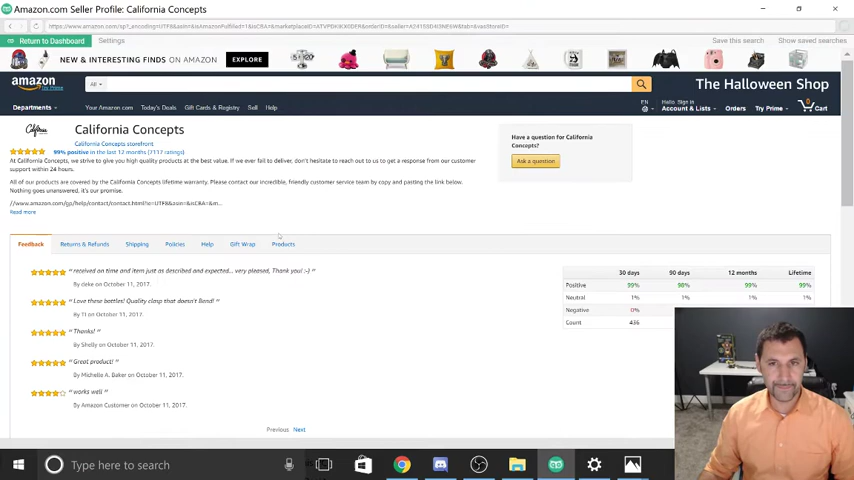 Amazon.com Seller Profile: California Concepts
Return to Dashboard
Settings
Save this search
Show saved searches
NEW & INTERESTING FINDS ON AMAZON
EXPLORE
amazon
Try Prime
All
The Halloween Shop
Departments
Your Amazon.com
Today's Deals
Gift Cards & Registry
Sell
Help
EN
Hello. Sign in
Account & Lists
Orders
Try Prime
0
Cart
California Concepts
California Concepts storefront
99% positive in the last 12 months (7117 ratings)
At California Concepts, we strive to give you high quality products at the best value. If we ever fail to deliver, don't hesitate to reach out to us to get a response from our customer
support within 24 hours.
All of our products are covered by the California Concepts lifetime warranty. Please contact our incredible, friendly customer service team by copy and pasting the link below.
Nothing goes unanswered, it's our promise.
Read more
Have a question for California
Concepts?
Ask a question
Feedback
Returns & Refunds
Shipping
Policies
Help
Gift Wrap
Products
"received on time and item just as described and expected... very pleased, Thank you! :-)
By deke on October 11, 2017.
"Love these bottles! Quality clasp that doesn't Bend!"
By TI on October 11, 2017.
"Thanks!"
By Shelly on October 11, 2017.
"Great product!"
By Michelle A. Baker on October 11, 2017.
"works well"
By Amazon Customer on October 11, 2017.
Previous
Next
30 days 90 days 12 months Lifetime
Positive 99% 98% 99% 99%
Neutral 1% 1% 1% 1%
Negative 0%
Count 436
Type here to search